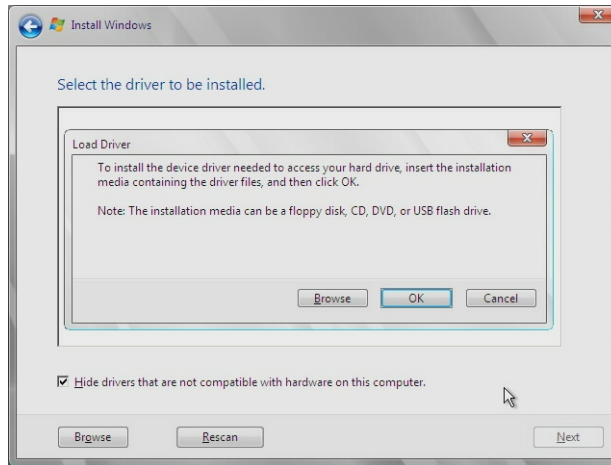 Install Windows
Select the driver to be installed.
Load Driver
To install the device driver needed to access your hard drive, insert the installation
media containing the driver files, and then click OK.
Note: The installation media can be a floppy disk, CD, DVD, or USB flash drive.
Browse
OK
Cancel
Hide drivers that are not compatible with hardware on this computer.
Browse
Rescan
Next